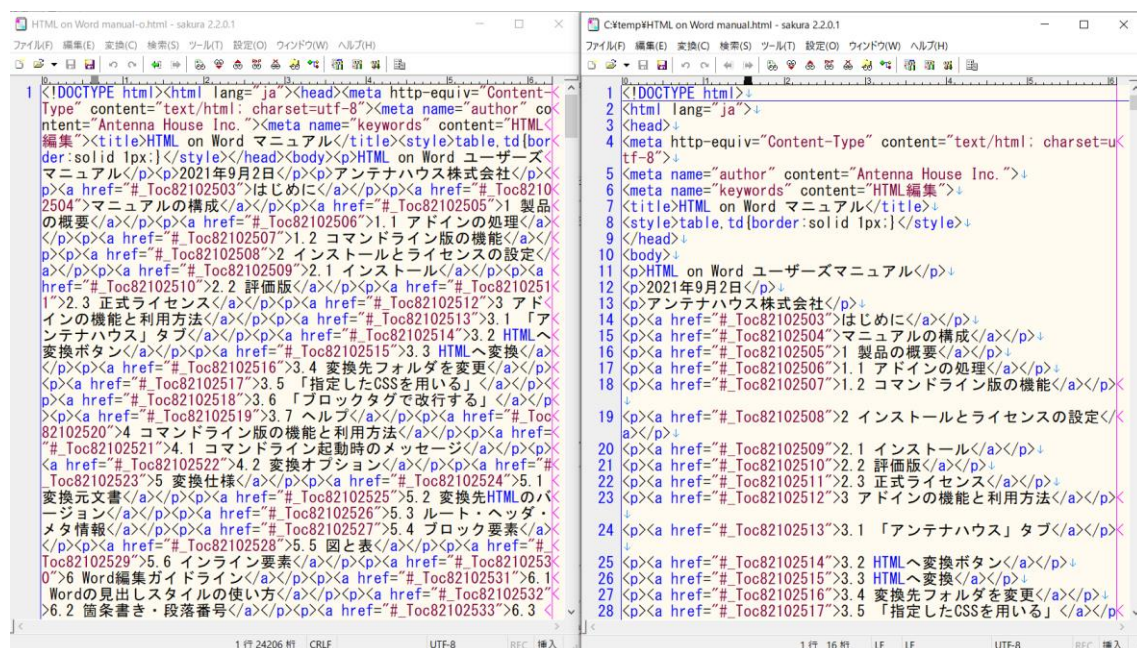 HTML on Word manual-o.html - sakura 2.2.0.1
ファイル(F) 編集(E) 変換(C) 検索(S) ツール(T) 設定(O) ウィンドウ(W) ヘルプ(H)
0 1 2 3 4 5 6
1 <!DOCTYPE html><html lang="ja"><head><meta http-equiv="Content-
Type" content="text/html; charset=utf-8"><meta name="author" co
ntent="Antenna House Inc."><meta name="keywords" content="HTML
編集"><title>HTML on Word マニュアル</title><style>table,td{bor
der:solid 1px;}</style></head><body><p>HTML on Word ユーザーズ
マニュアル</p><p>2021年9月2日</p><p>アンテナハウス株式会社</p><
p><a href="#_Toc82102503">はじめに</a></p><p><a href="#_Toc8210
2504">マニュアルの構成</a></p><p><a href="#_Toc82102505">1 製品
の概要</a></p><p><a href="#_Toc82102506">1.1 アドインの処理</a>
</p><p><a href="#_Toc82102507">1.2 コマンドライン版の機能</a></
p><p><a href="#_Toc82102508">2 インストールとライセンスの設定</
a></p><p><a href="#_Toc82102509">2.1 インストール</a></p><p><a
href="#_Toc82102510">2.2 評価版</a></p><p><a href="#_Toc8210251
1">2.3 正式ライセンス</a></p><p><a href="#_Toc82102512">3 アド
インの機能と利用方法</a></p><p><a href="#_Toc82102513">3.1 「ア
ンテナハウス」タブ</a></p><p><a href="#_Toc82102514">3.2 HTMLへ
変換ボタン</a></p><p><a href="#_Toc82102515">3.3 HTMLへ変換</a>
</p><p><a href="#_Toc82102516">3.4 変換先フォルダを変更</a></p>
<p><a href="#_Toc82102517">3.5 「指定したCSSを用いる」</a></p><
p><a href="#_Toc82102518">3.6 「ブロックタグで改行する」</a></p
><p><a href="#_Toc82102519">3.7 ヘルプ</a></p><p><a href="#_Toc
82102520">4 コマンドライン版の機能と利用方法</a></p><p><a href=
"#_Toc82102521">4.1 コマンドライン起動時のメッセージ</a></p><p>
<a href="#_Toc82102522">4.2 変換オプション</a></p><p><a href="#
_Toc82102523">5 変換仕様</a></p><p><a href="#_Toc82102524">5.1
変換元文書</a></p><p><a href="#_Toc82102525">5.2 変換先HTMLのバ
ージョン</a></p><p><a href="#_Toc82102526">5.3 ルート・ヘッダ・
メタ情報</a></p><p><a href="#_Toc82102527">5.4 ブロック要素</a>
</p><p><a href="#_Toc82102528">5.5 図と表</a></p><p><a href="#_
Toc82102529">5.6 インライン要素</a></p><p><a href="#_Toc8210253
0">6 Word編集ガイドライン</a></p><p><a href="#_Toc82102531">6.1
 Wordの見出しスタイルの使い方</a></p><p><a href="#_Toc82102532"
>6.2 箇条書き・段落番号</a></p><p><a href="#_Toc82102533">6.3
1 行 24206 桁 CRLF UTF-8 REC 挿入
C:¥temp¥HTML on Word manual.html - sakura 2.2.0.1
ファイル(F) 編集(E) 変換(C) 検索(S) ツール(T) 設定(O) ウィンドウ(W) ヘルプ(H)
0 1 2 3 4 5 6
1 <!DOCTYPE html>↓
2 <html lang="ja">↓
3 <head>↓
4 <meta http-equiv="Content-Type" content="text/html; charset=u
tf-8">↓
5 <meta name="author" content="Antenna House Inc.">↓
6 <meta name="keywords" content="HTML編集">↓
7 <title>HTML on Word マニュアル</title>↓
8 <style>table,td{border:solid 1px;}</style>↓
9 </head>↓
10 <body>↓
11 <p>HTML on Word ユーザーズマニュアル</p>↓
12 <p>2021年9月2日</p>↓
13 <p>アンテナハウス株式会社</p>↓
14 <p><a href="#_Toc82102503">はじめに</a></p>↓
15 <p><a href="#_Toc82102504">マニュアルの構成</a></p>↓
16 <p><a href="#_Toc82102505">1 製品の概要</a></p>↓
17 <p><a href="#_Toc82102506">1.1 アドインの処理</a></p>↓
18 <p><a href="#_Toc82102507">1.2 コマンドライン版の機能</a></p>
↓
19 <p><a href="#_Toc82102508">2 インストールとライセンスの設定</
a></p>↓
20 <p><a href="#_Toc82102509">2.1 インストール</a></p>↓
21 <p><a href="#_Toc82102510">2.2 評価版</a></p>↓
22 <p><a href="#_Toc82102511">2.3 正式ライセンス</a></p>↓
23 <p><a href="#_Toc82102512">3 アドインの機能と利用方法</a></p>
↓
24 <p><a href="#_Toc82102513">3.1 「アンテナハウス」タブ</a></p>
↓
25 <p><a href="#_Toc82102514">3.2 HTMLへ変換ボタン</a></p>↓
26 <p><a href="#_Toc82102515">3.3 HTMLへ変換</a></p>↓
27 <p><a href="#_Toc82102516">3.4 変換先フォルダを変更</a></p>↓
28 <p><a href="#_Toc82102517">3.5 「指定したCSSを用いる」</a></p
1 行 16 桁 LF LF UTF-8 REC 挿入